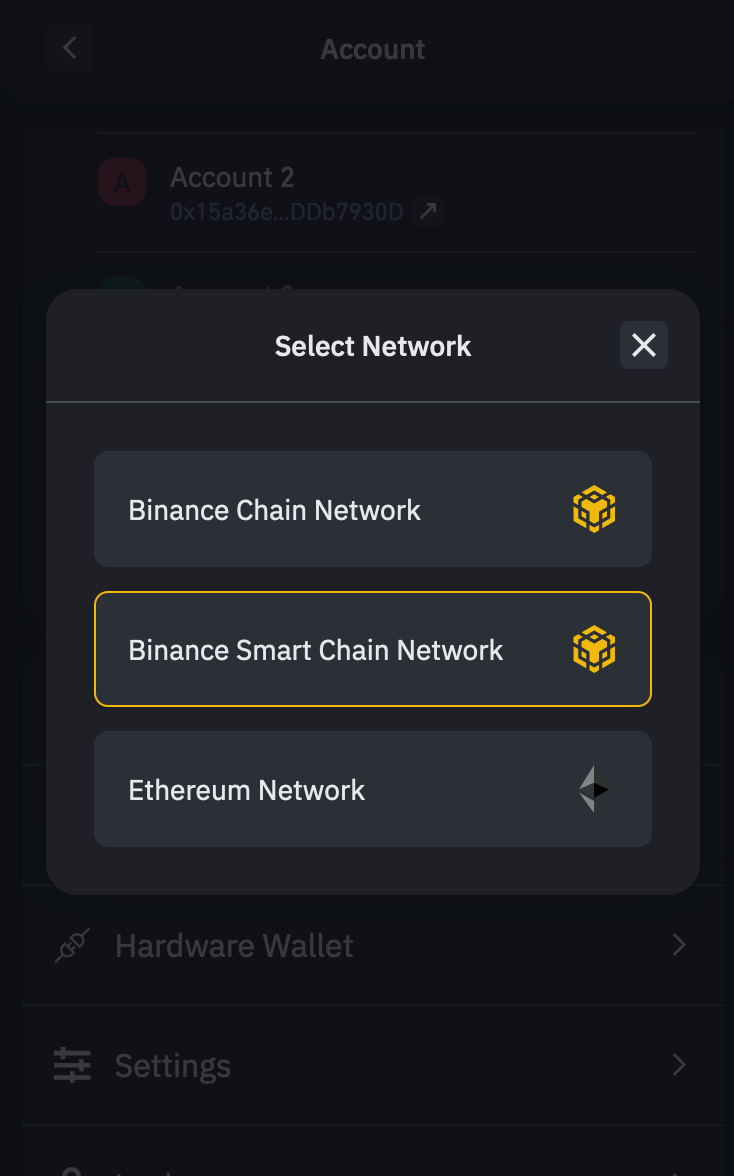 Account
A
Account 2
0x15a36e...DDb7930D
Select Network
Binance Chain Network
Binance Smart Chain Network
Ethereum Network
Hardware Wallet
Settings